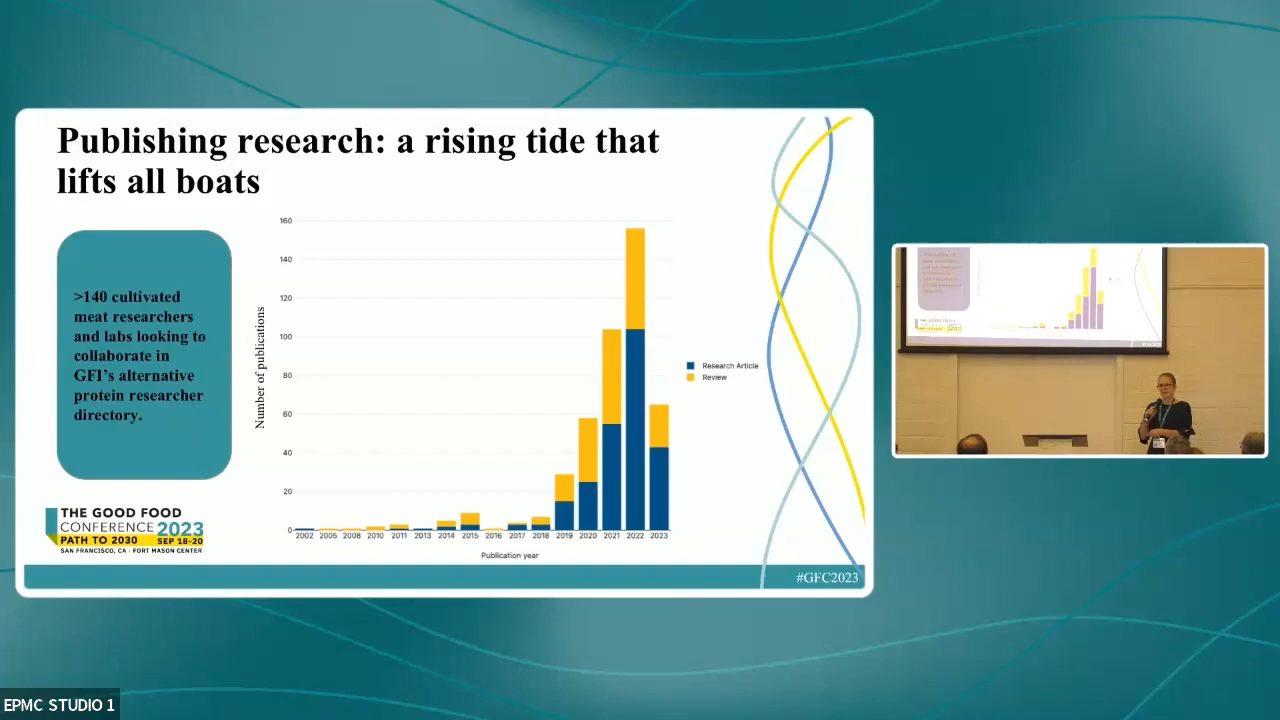 Publishing research: a rising tide that
lifts all boats
>140 cultivated
meat researchers
and labs looking to
collaborate in
GFI's alternative
protein researcher
directory.
Number of publications
160
140
120
100
80
60
40
20
0
2002 2005 2008 2010 2011 2013 2014 2015 2016 2017 2018 2019 2020 2021 2022 2023
Publication year
Research Article
Review
THE GOOD FOOD
CONFERENCE 2023
PATH TO 2030 SEP 18-20
SAN FRANCISCO, CA · FORT MASON CENTER
#GFC2023
EPMC STUDIO 1